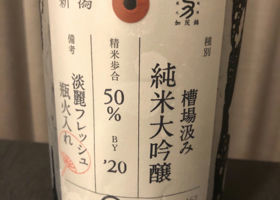 新潟
加茂錦
種別
槽場汲み
純米大吟醸
精米歩合
50%
BY
'20
備考
淡麗フレッシュ
瓶火入れ